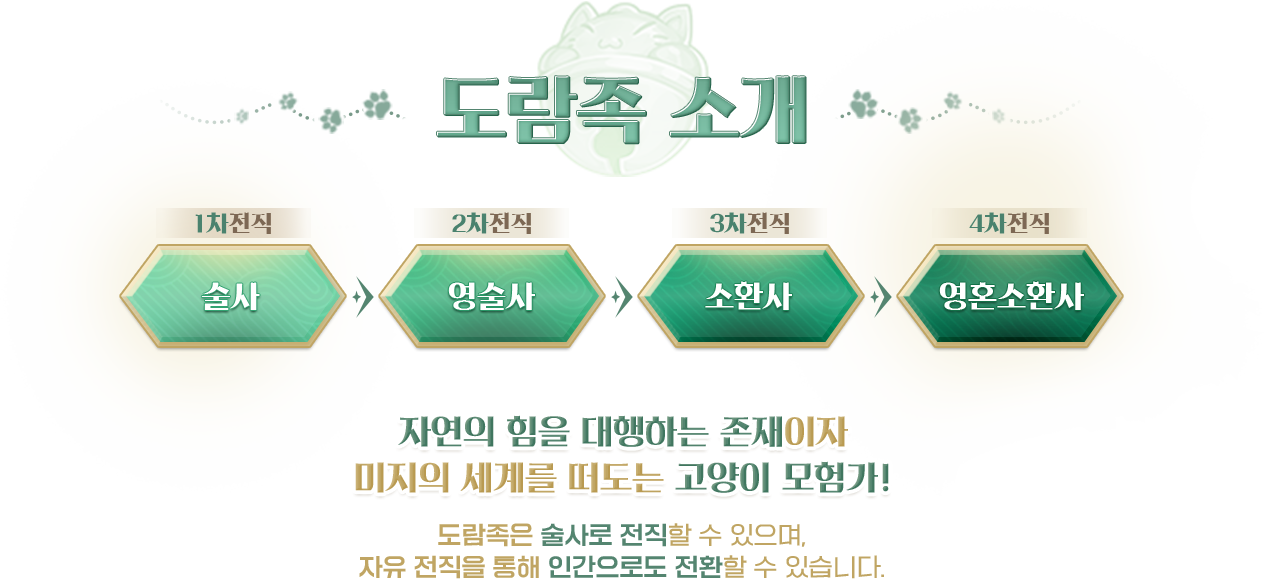 도람족 소개
1차전직
2차전직
3차전직
4차전직
술사
영술사
소환사
영혼소환사
자연의 힘을 대행하는 존재이자
미지의 세계를 떠도는 고양이 모험가!
도람족은 술사로 전직할 수 있으며,
자유 전직을 통해 인간으로도 전환할 수 있습니다.